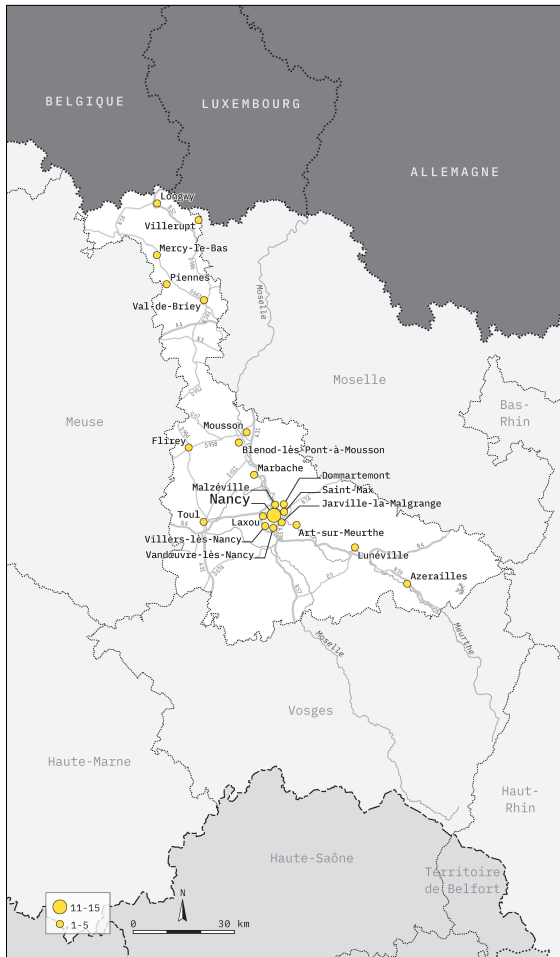 BELGIQUE
LUXEMBOURG
ALLEMAGNE
Longwy
Villerupt
Mercy-le-Bas
Piennes
Val-de-Briey
Moselle
Moselle
Meuse
Bas-
Rhin
Mousson
Flirey
Blenod-lès-Pont-à-Mousson
Marbache
Dommartemont
Malzéville
Saint-Max
Nancy
Jarville-la-Malgrange
Toul
Laxou
Art-sur-Meurthe
Villers-lès-Nancy
Vandœuvre-lès-Nancy
Lunéville
N4
Azerailles
Moselle
Meurthe
Vosges
Haute-Marne
Haut-
Rhin
Haute-Saône
Territoire
de Belfort
11-15
1-5
N
0 30 km